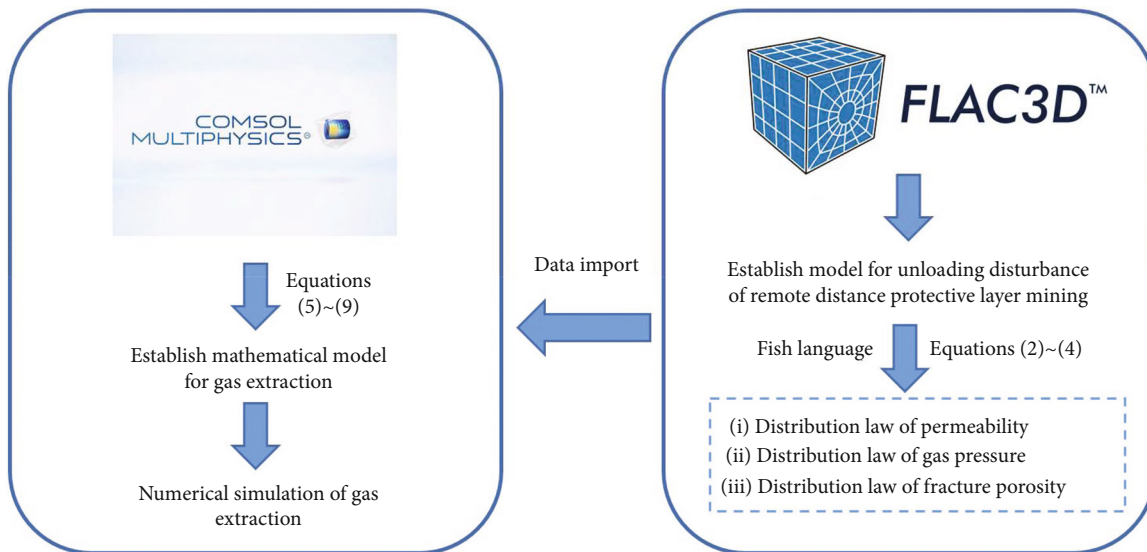 COMSOL
MULTIPHYSICS®
Equations
(5)~(9)
Establish mathematical model
for gas extraction
Numerical simulation of gas
extraction
Data import
FLAC3D™
Establish model for unloading disturbance
of remote distance protective layer mining
Fish language
Equations (2)~(4)
(i) Distribution law of permeability
(ii) Distribution law of gas pressure
(iii) Distribution law of fracture porosity